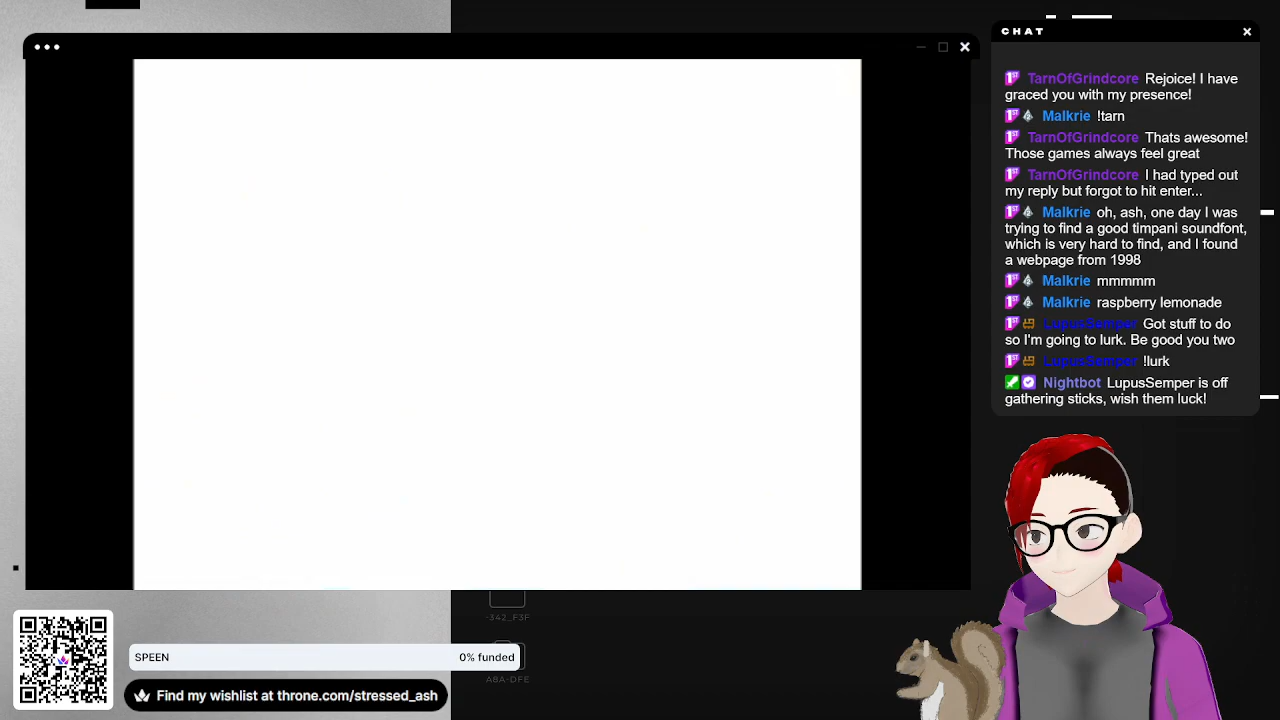 CHAT
TarnOfGrindcore Rejoice! I have
graced you with my presence!
Malkrie !tarn
TarnOfGrindcore Thats awesome!
Those games always feel great
TarnOfGrindcore I had typed out
my reply but forgot to hit enter...
Malkrie oh, ash, one day I was
trying to find a good timpani soundfont,
which is very hard to find, and I found
a webpage from 1998
Malkrie mmmmm
Malkrie raspberry lemonade
LupusSemper Got stuff to do
so I'm going to lurk. Be good you two
LupusSemper !lurk
Nightbot LupusSemper is off
gathering sticks, wish them luck!
-342_F3F
SPEEN 0% funded
A8A-DFE
Find my wishlist at throne.com/stressed_ash